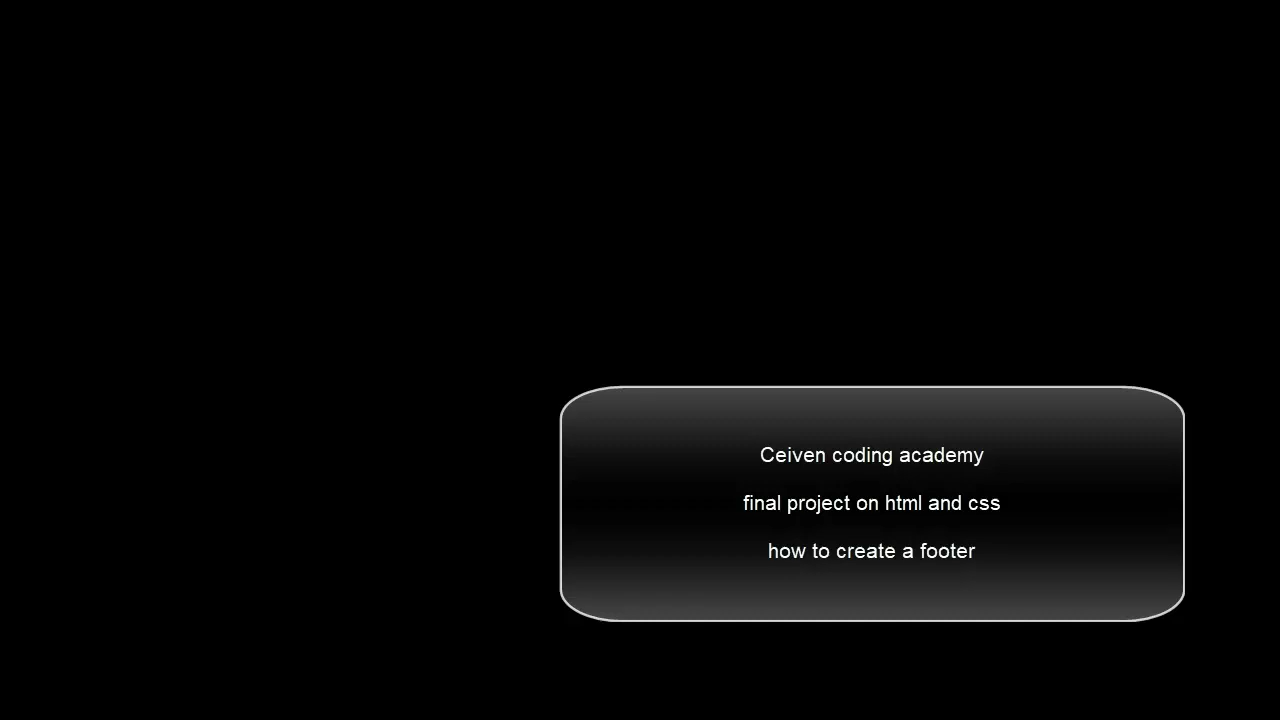 Ceiven coding academy
final project on html and css
how to create a footer